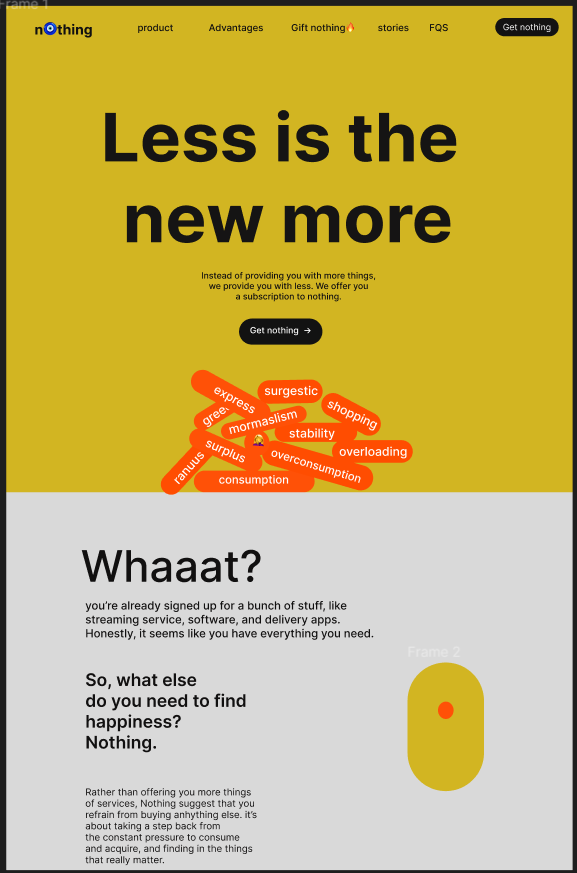 Frame 1
nothing
product
Advantages
Gift nothing🔥
stories
FQS
Get nothing
Less is the
new more
Instead of providing you with more things,
we provide you with less. We offer you
a subscription to nothing.
Get nothing →
express
surgestic
shopping
mormaslism
stability
surplus
overloading
ranuus
overconsumption
consumption
Whaaat?
you're already signed up for a bunch of stuff, like
streaming service, software, and delivery apps.
Honestly, it seems like you have everything you need.
Frame 2
So, what else
do you need to find
happiness?
Nothing.
Rather than offering you more things
of services, Nothing suggest that you
refrain from buying anhything else. it's
about taking a step back from
the constant pressure to consume
and acquire, and finding in the things
that really matter.